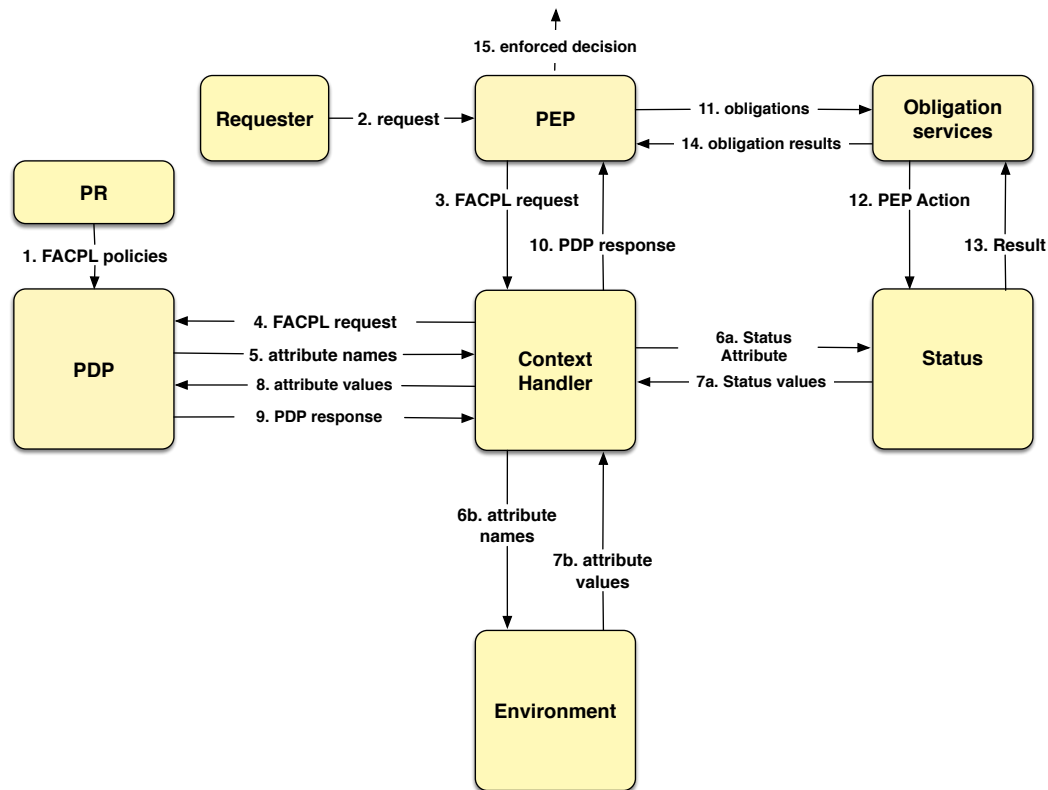 15. enforced decision
Requester
2. request
PEP
11. obligations
14. obligation results
Obligation
services
PR
1. FACPL policies
3. FACPL request
10. PDP response
12. PEP Action
13. Result
PDP
4. FACPL request
5. attribute names
8. attribute values
9. PDP response
Context
Handler
6a. Status
Attribute
7a. Status values
Status
6b. attribute
names
7b. attribute
values
Environment